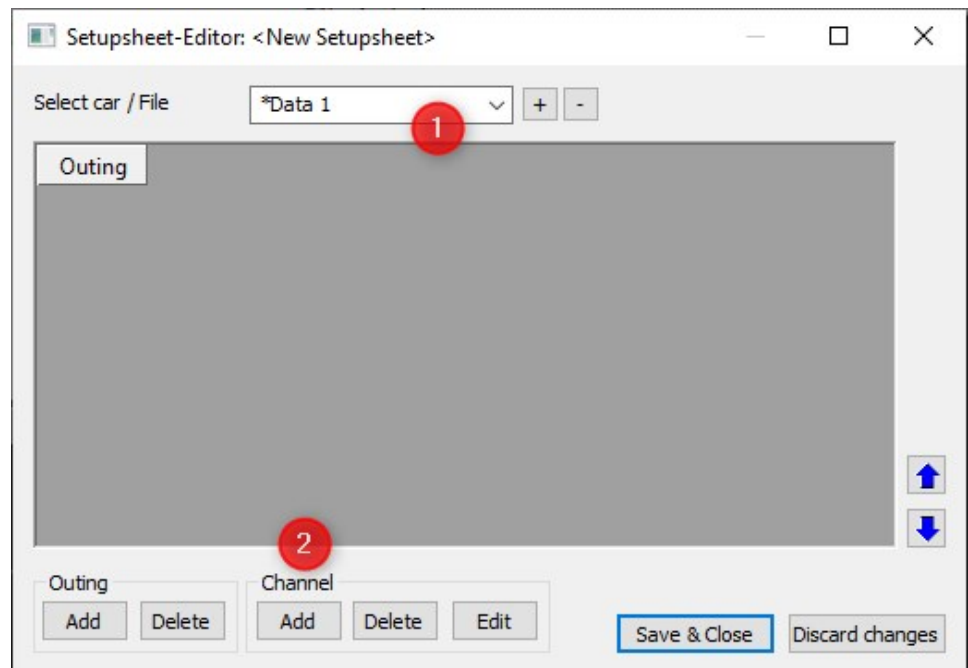 Setupsheet-Editor: <New Setupsheet>
Select car / File
*Data 1
+
-
1
Outing
2
Outing
Channel
Add
Delete
Add
Delete
Edit
Save & Close
Discard changes